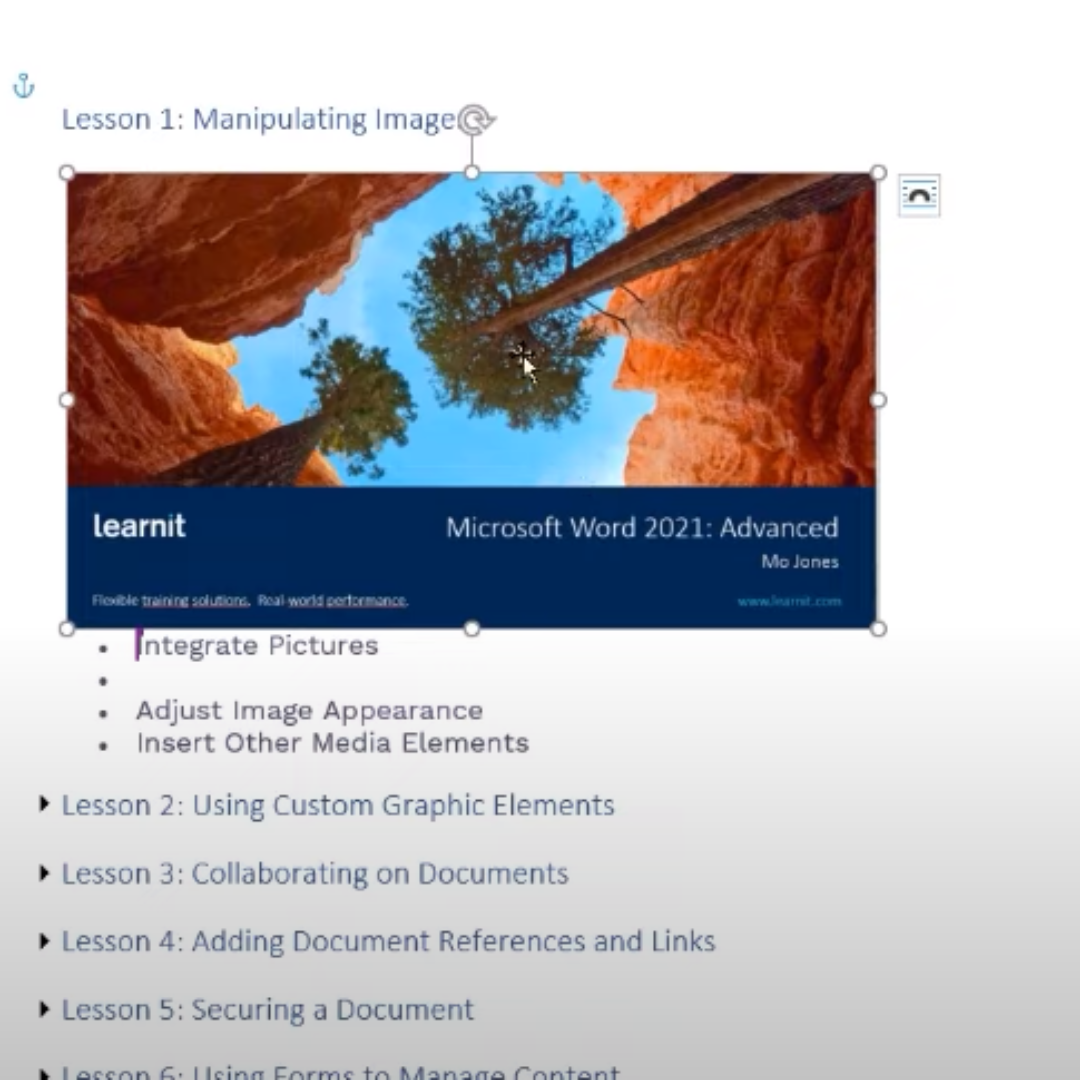 Lesson 1: Manipulating Image
learnit
Microsoft Word 2021: Advanced
Mo Jones
Flexible training solutions. Real-world performance.
www.learnit.com
Integrate Pictures
Adjust Image Appearance
Insert Other Media Elements
Lesson 2: Using Custom Graphic Elements
Lesson 3: Collaborating on Documents
Lesson 4: Adding Document References and Links
Lesson 5: Securing a Document
Lesson 6: Using Forms to Manage Content